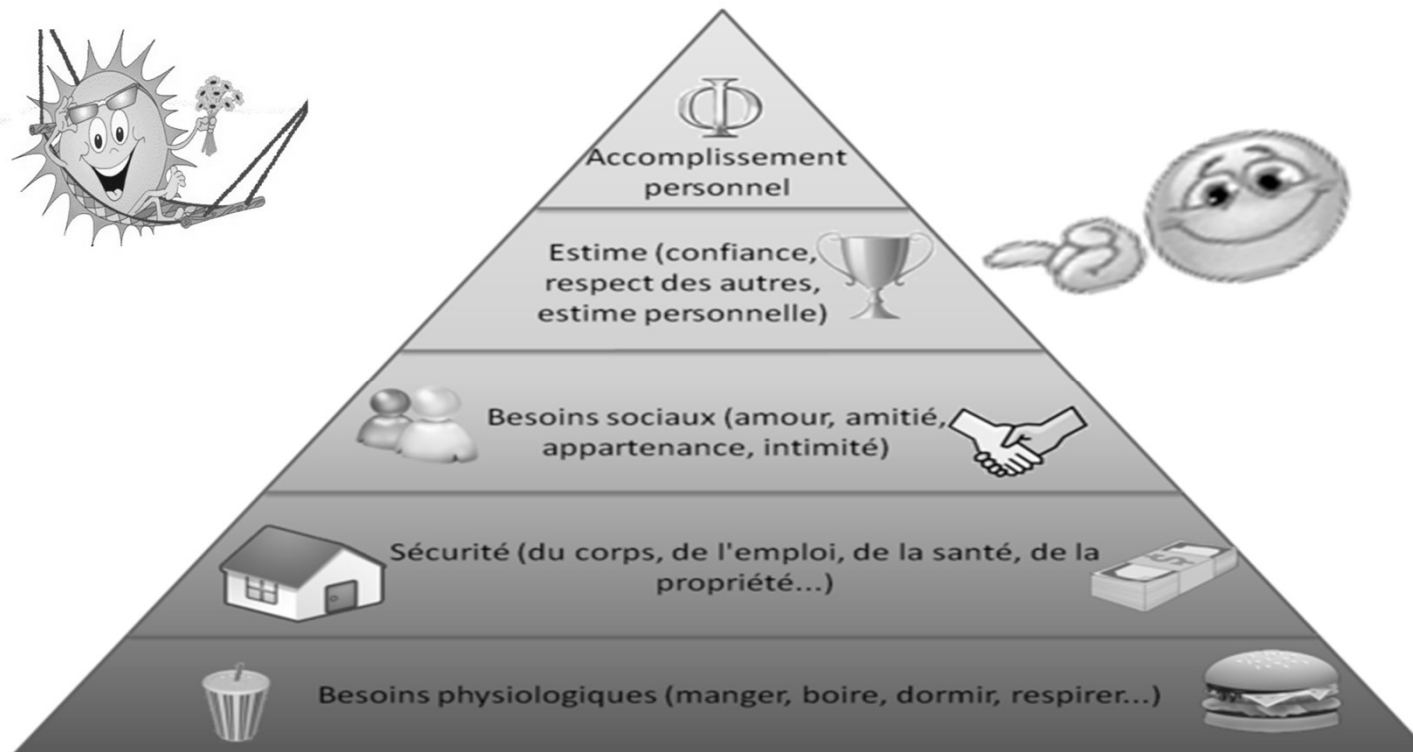 Accomplissement
personnel
Estime (confiance,
respect des autres,
estime personnelle)
Besoins sociaux (amour, amitié,
appartenance, intimité)
Sécurité (du corps, de l'emploi, de la santé, de la
propriété...)
Besoins physiologiques (manger, boire, dormir, respirer...)